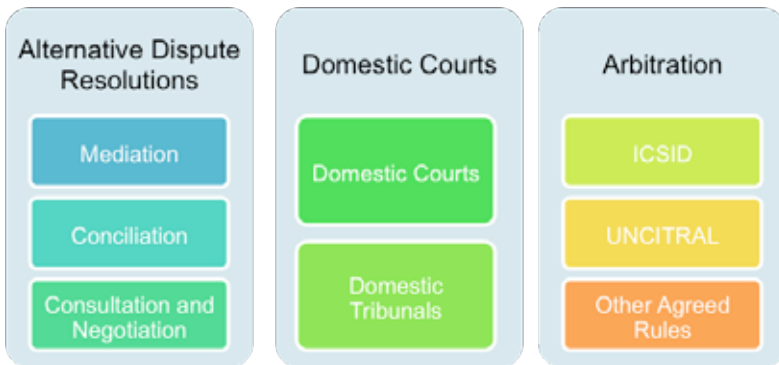 Alternative Dispute
Resolutions
Mediation
Conciliation
Consultation and
Negotiation
Domestic Courts
Domestic Courts
Domestic
Tribunals
Arbitration
ICSID
UNCITRAL
Other Agreed
Rules